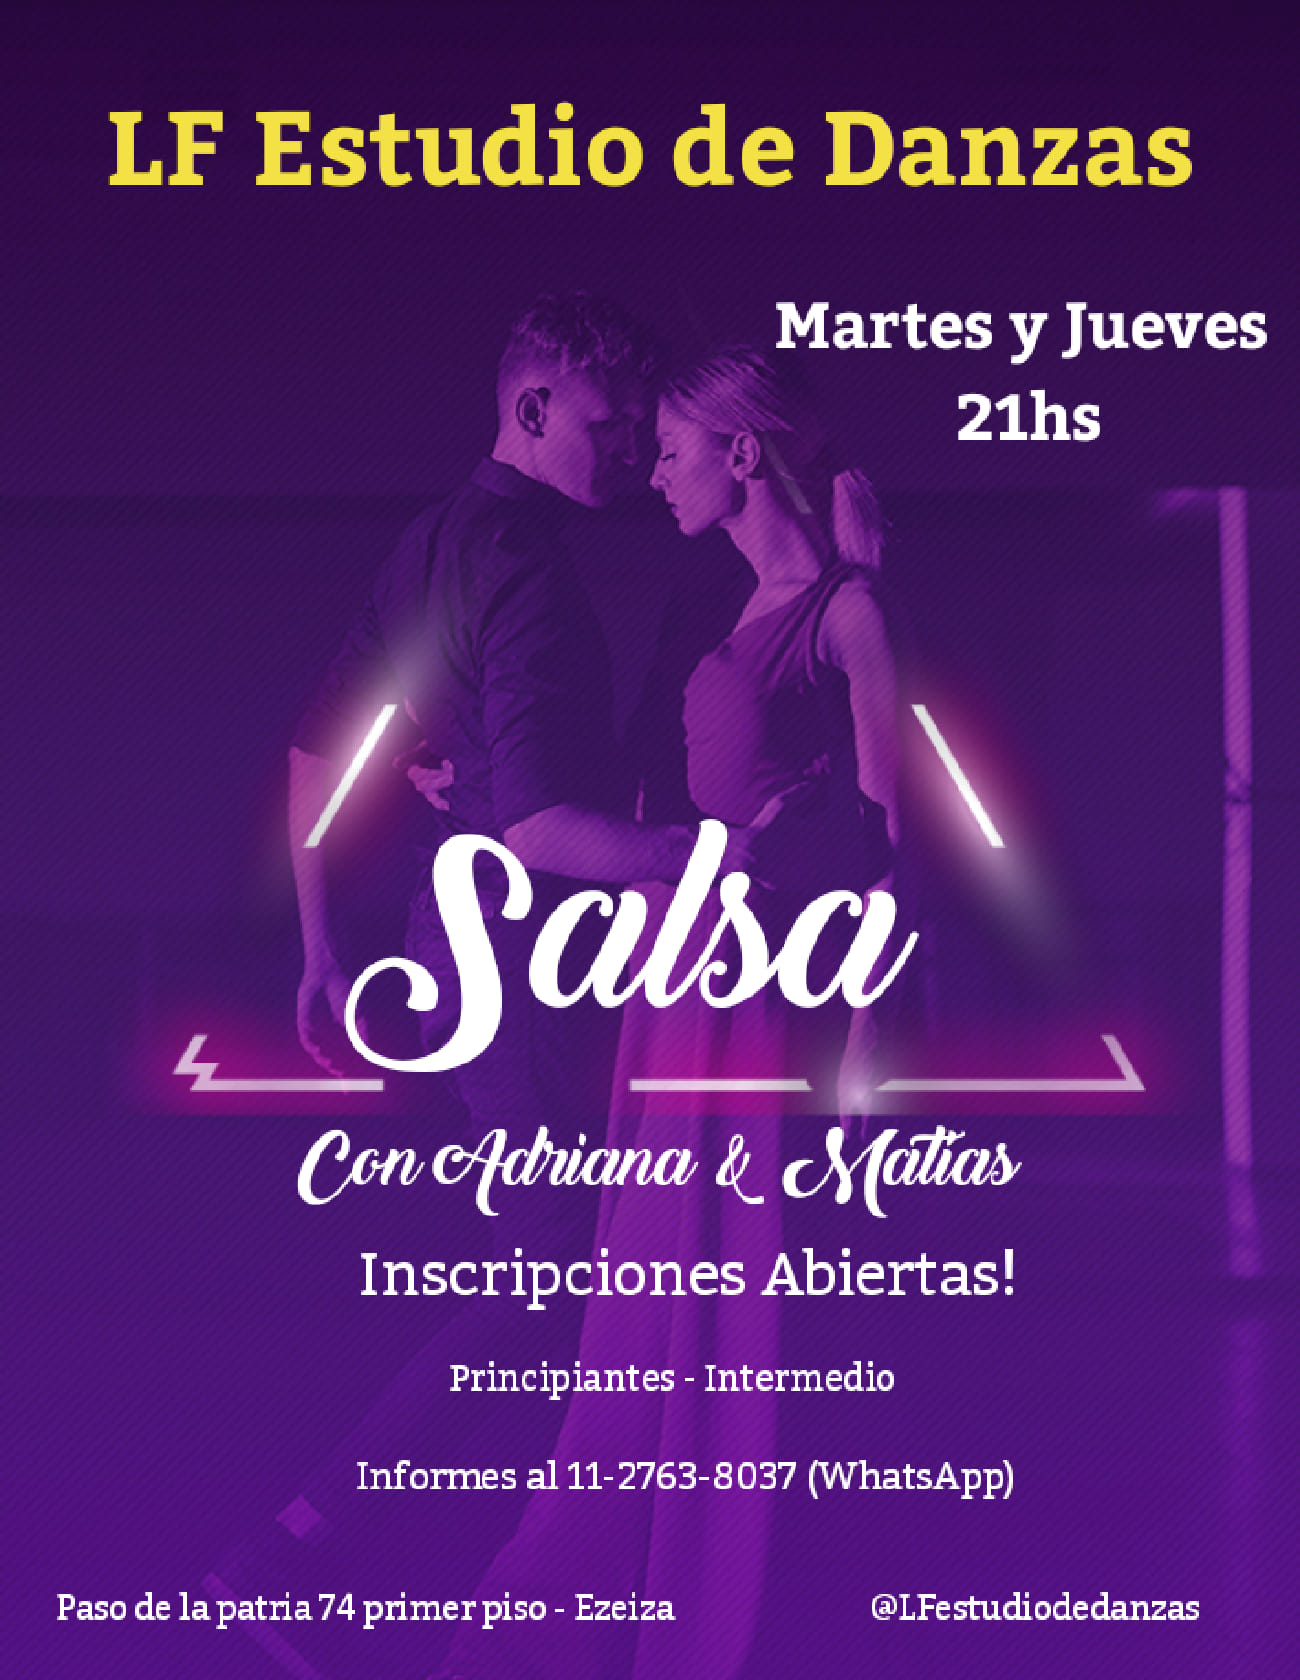 LF Estudio de Danzas
Martes y Jueves
21hs
Salsa
Con Adriana & Matías
Inscripciones Abiertas!
Principiantes - Intermedio
Informes al 11-2763-8037 (WhatsApp)
Paso de la patria 74 primer piso - Ezeiza
@LFestudiodedanzas